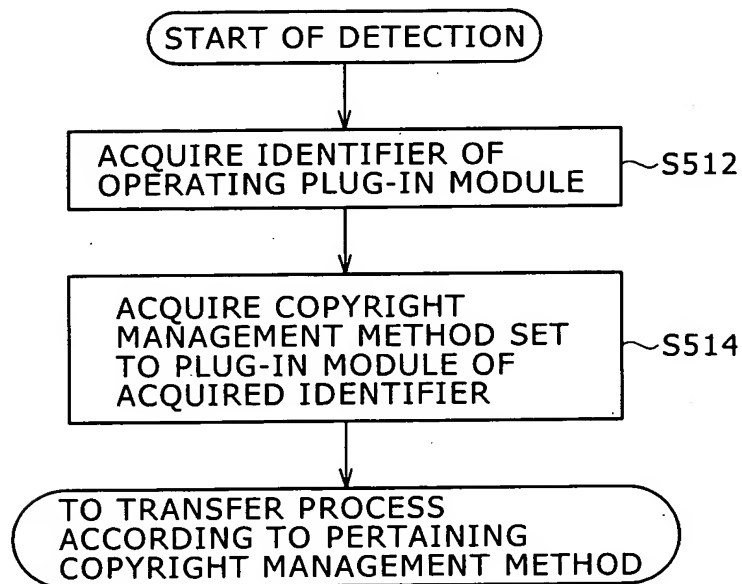 START OF DETECTION
ACQUIRE IDENTIFIER OF
OPERATING PLUG-IN MODULE
S512
ACQUIRE COPYRIGHT
MANAGEMENT METHOD SET
TO PLUG-IN MODULE OF
ACQUIRED IDENTIFIER
S514
TO TRANSFER PROCESS
ACCORDING TO PERTAINING
COPYRIGHT MANAGEMENT METHOD